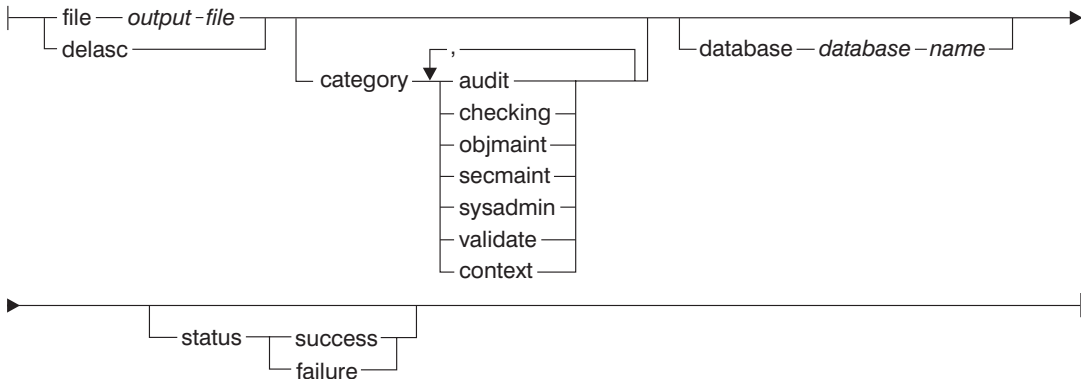 file output-file
delasc
category
,
audit
checking
objmaint
secmaint
sysadmin
validate
context
database database-name
status
success
failure